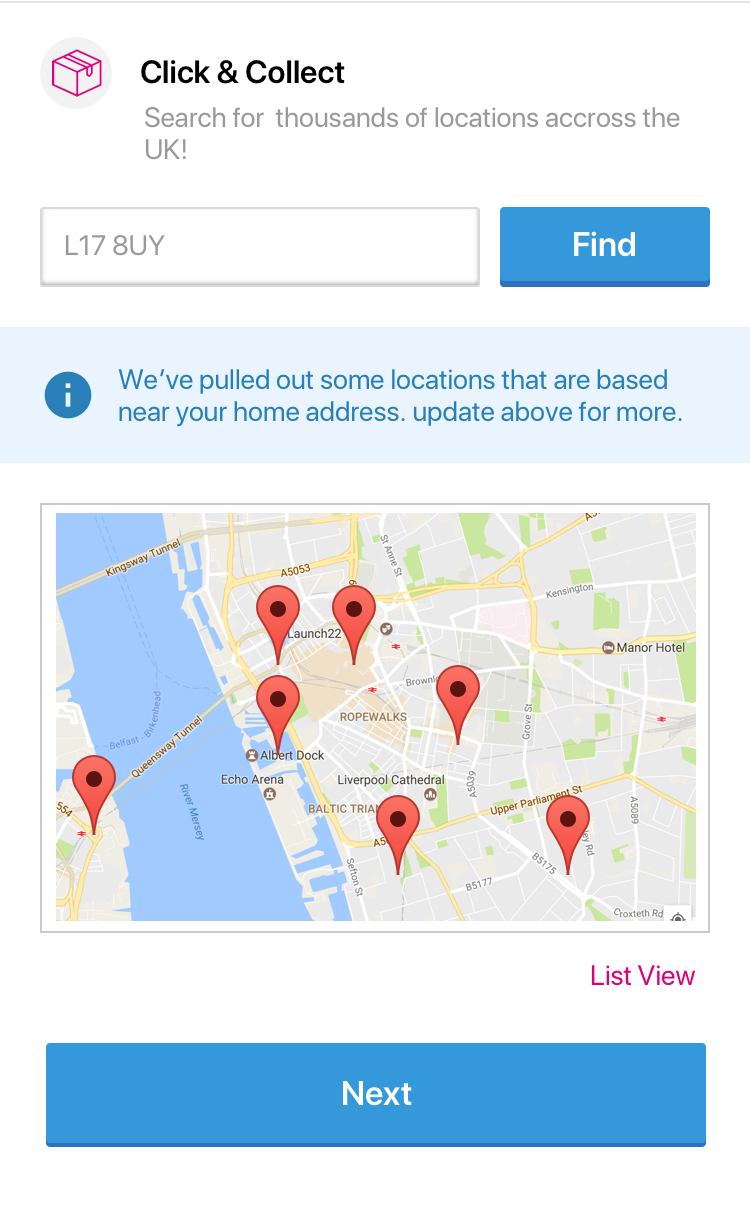 Click & Collect
Search for thousands of locations accross the
UK!
L17 8UY
Find
We’ve pulled out some locations that are based
near your home address. update above for more.
Kingsway Tunnel
A5053
St Anne St
Kensington
Launch22
Manor Hotel
ROPEWALKS
Grove St
Belfast - Birkenhead
Queensway Tunnel
Albert Dock
Echo Arena
Liverpool Cathedral
A5039
River Mersey
BALTIC
Upper Parliament St
A5089
554
Sefton St
B5175
B5177
Croxteth Rd
List View
Next